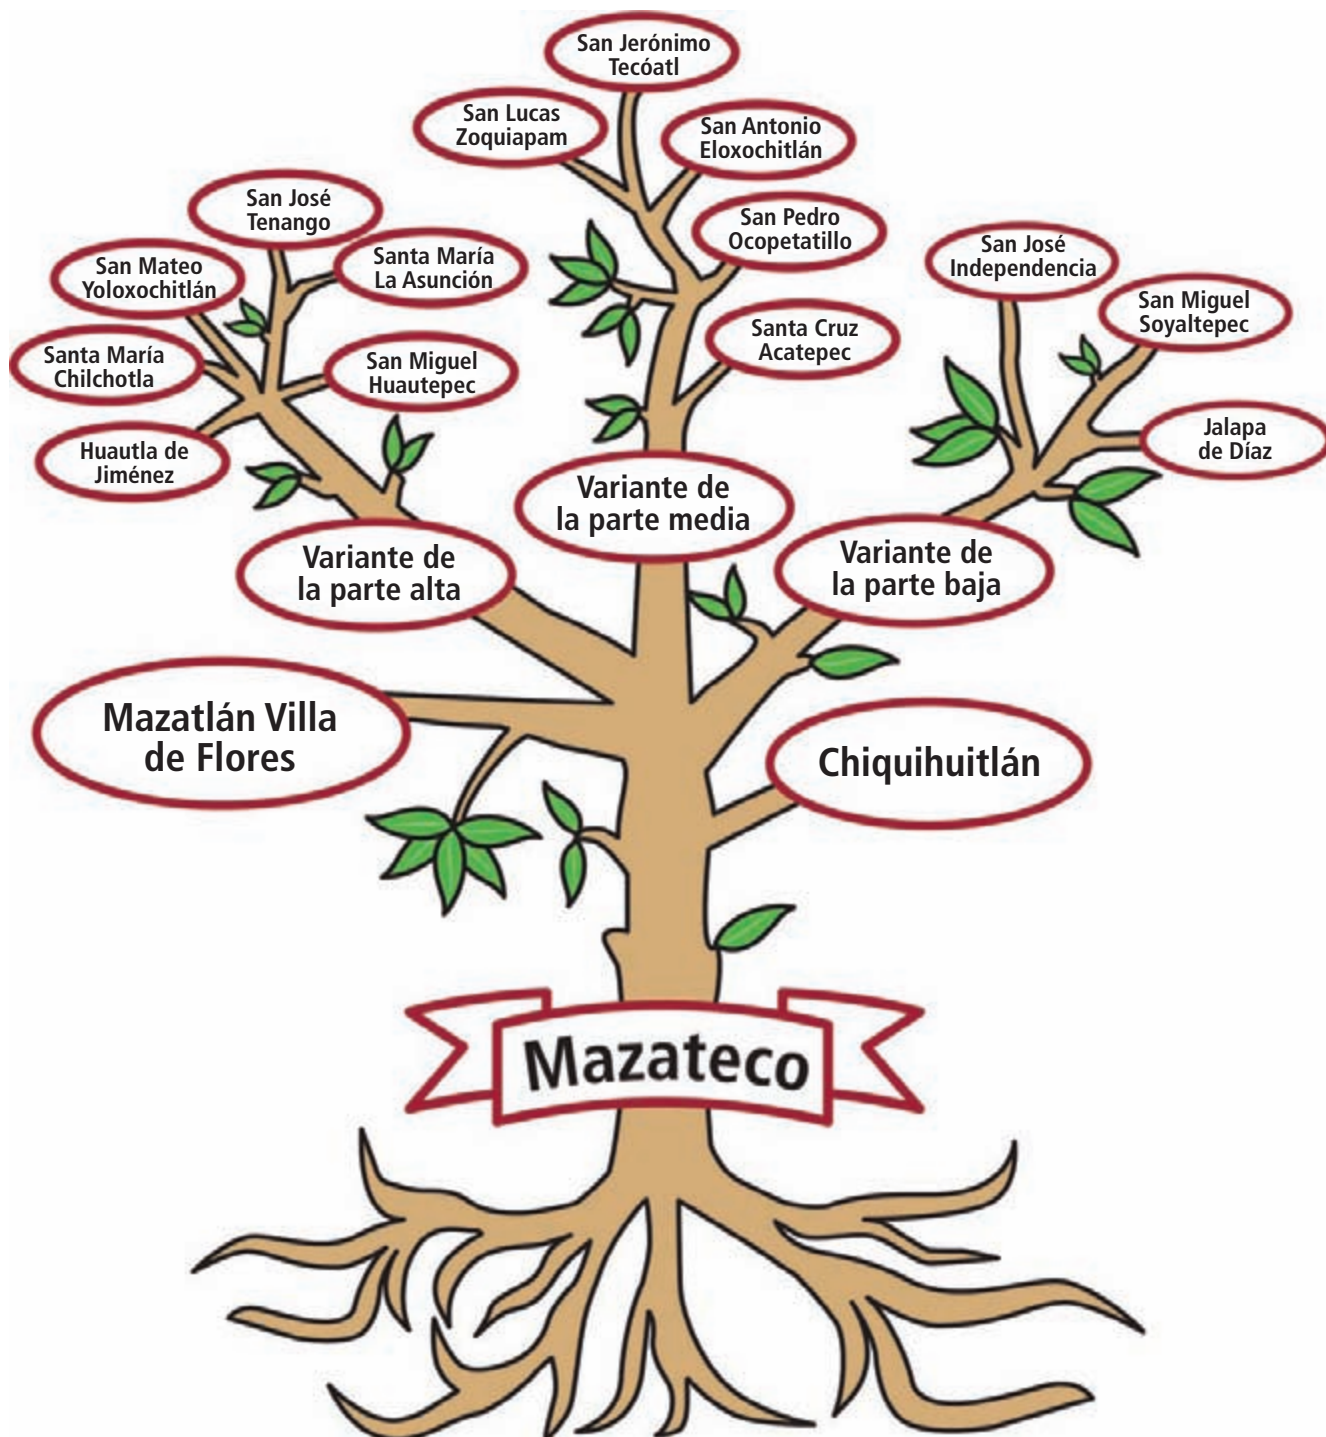 San Jerónimo
Tecóatl
San Lucas
Zoquiapam
San Antonio
Eloxochitlán
San José
Tenango
San Pedro
Ocopetatillo
San José
Independencia
Santa María
La Asunción
San Mateo
Yoloxochitlán
San Miguel
Soyaltepec
Santa Cruz
Acatepec
Santa María
Chilchotla
San Miguel
Huautepec
Jalapa
de Díaz
Huautla de
Jiménez
Variante de
la parte media
Variante de
la parte alta
Variante de
la parte baja
Mazatlán Villa
de Flores
Chiquihuitlán
Mazateco